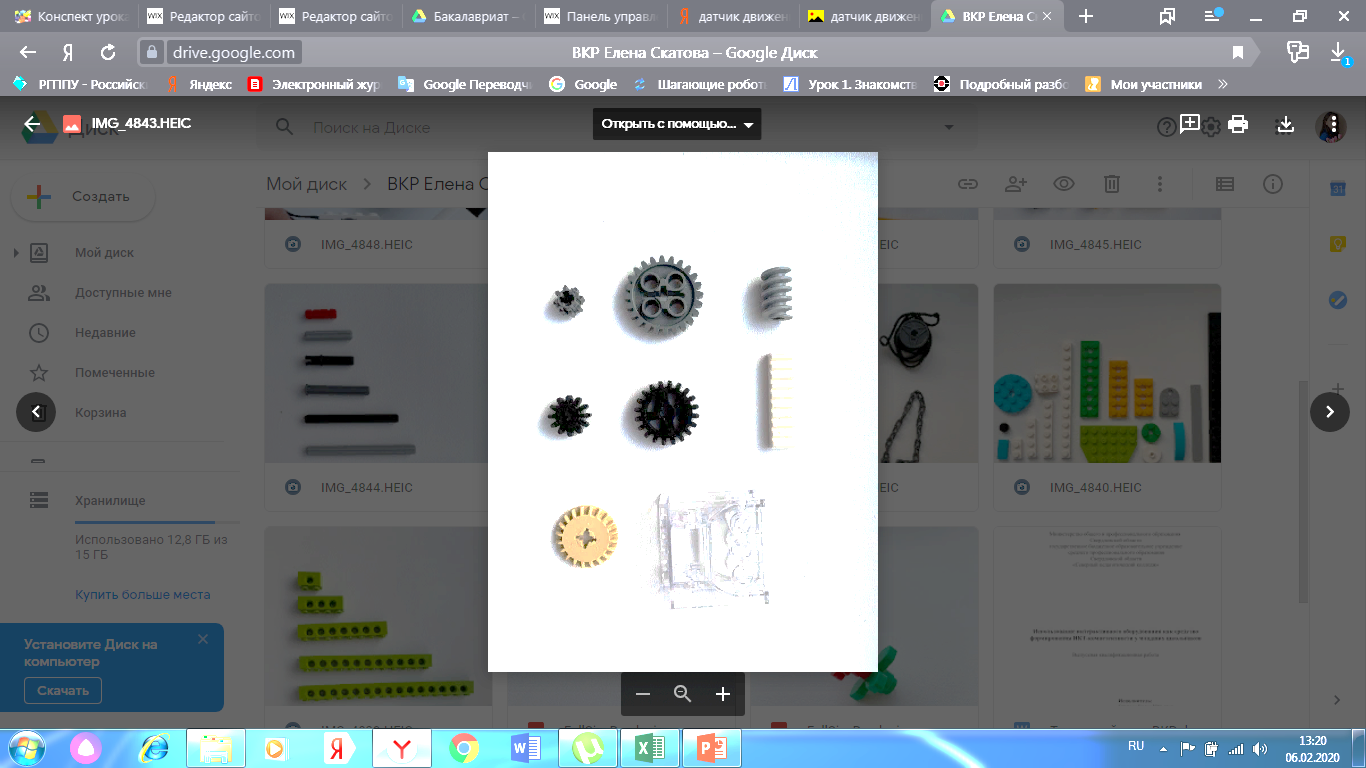 Конспект урок
Редактор сайто
Редактор сайто
Бакалавриат –
Панель управл
датчик движен
датчик движен
ВКР Елена С
drive.google.com
ВКР Елена Скатова – Google Диск
РГППУ - Российск
Яндекс
Электронный жур
Google Переводч
Google
Шагающие робот
Урок 1. Знакомств
Подробный разбо
Мои участники
IMG_4843.HEIC
Диск
Поиск на Диске
Открыть с помощью...
Создать
Мой диск
ВКР Елена С
IMG_4848.HEIC
EIC
IMG_4845.HEIC
Мой диск
Доступные мне
Недавние
Помеченные
Корзина
IMG_4844.HEIC
EIC
IMG_4840.HEIC
Хранилище
Использовано 12,8 ГБ из
15 ГБ
Купить больше места
Установите Диск на
компьютер
Скачать
RU
13:20
06.02.2020